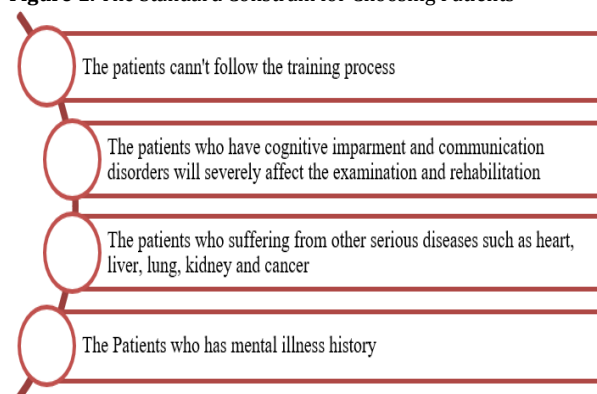 The patients cann't follow the training process
The patients who have cognitive imparment and communication
disorders will severely affect the examination and rehabilitation
The patients who suffering from other serious diseases such as heart,
liver, lung, kidney and cancer
The Patients who has mental illness history